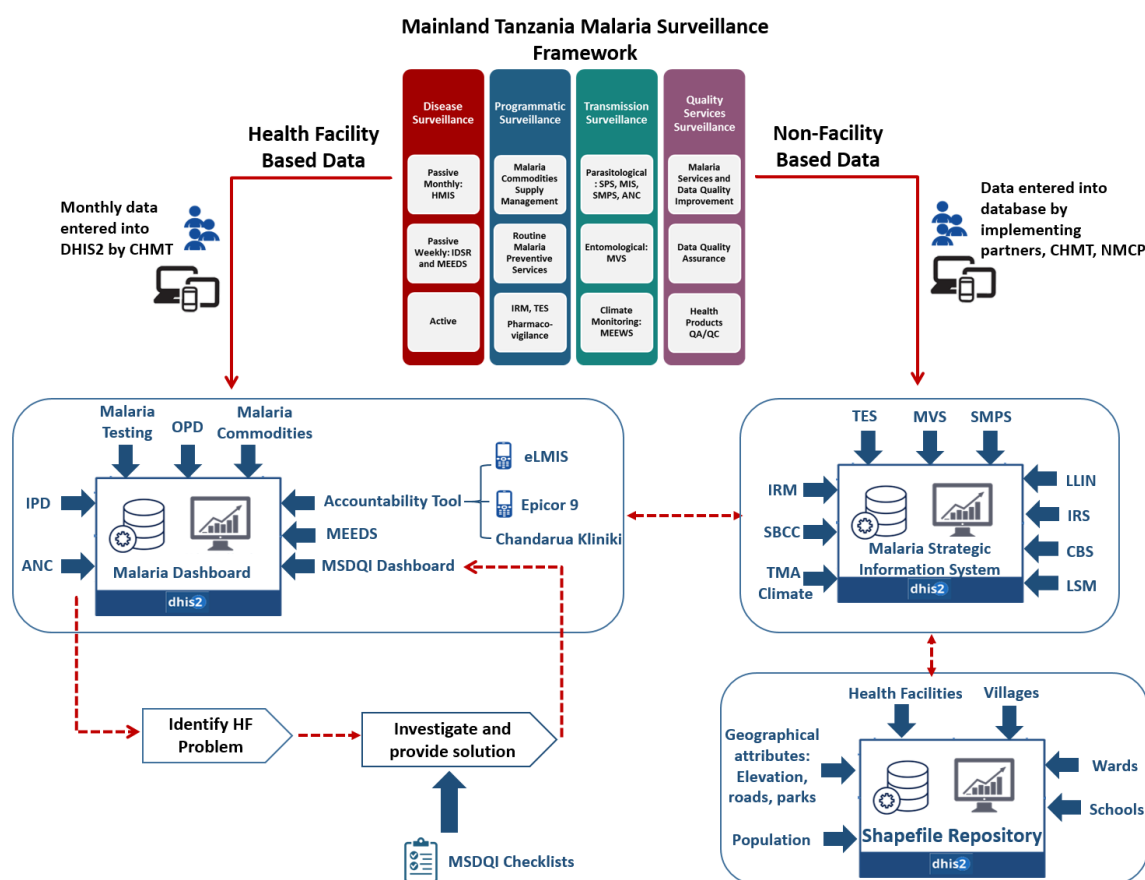 Mainland Tanzania Malaria Surveillance
Framework
Disease
Surveillance
Programmatic
Surveillance
Transmission
Surveillance
Quality
Services
Surveillance
Health Facility
Based Data
Non-Facility
Based Data
Passive
Monthly:
HMIS
Malaria
Commodities
Supply
Management
Parasitological
: SPS, MIS,
SMPS, ANC
Malaria
Services and
Data Quality
Improvement
Monthly data
entered into
DHIS2 by CHMT
Data entered into
database by
implementing
partners, CHMT, NMCP
Passive
Weekly: IDSR
and MEEDS
Routine
Malaria
Preventive
Services
Entomological:
MVS
Data Quality
Assurance
Active
IRM, TES
Pharmaco-
vigilance
Climate
Monitoring:
MEEWS
Health
Products
QA/QC
Malaria
Testing
OPD
Malaria
Commodities
IPD
ANC
Accountability Tool
MEEDS
MSDQI Dashboard
eLMIS
Epicor 9
Chandarua Kliniki
Malaria Dashboard
dhis2
TES
MVS
SMPS
IRM
SBCC
TMA
Climate
LLIN
IRS
CBS
LSM
Malaria Strategic
Information System
dhis2
Identify HF
Problem
Investigate and
provide solution
MSDQI Checklists
Health Facilities
Villages
Geographical
attributes:
Elevation,
roads, parks
Population
Wards
Schools
Shapefile Repository
dhis2